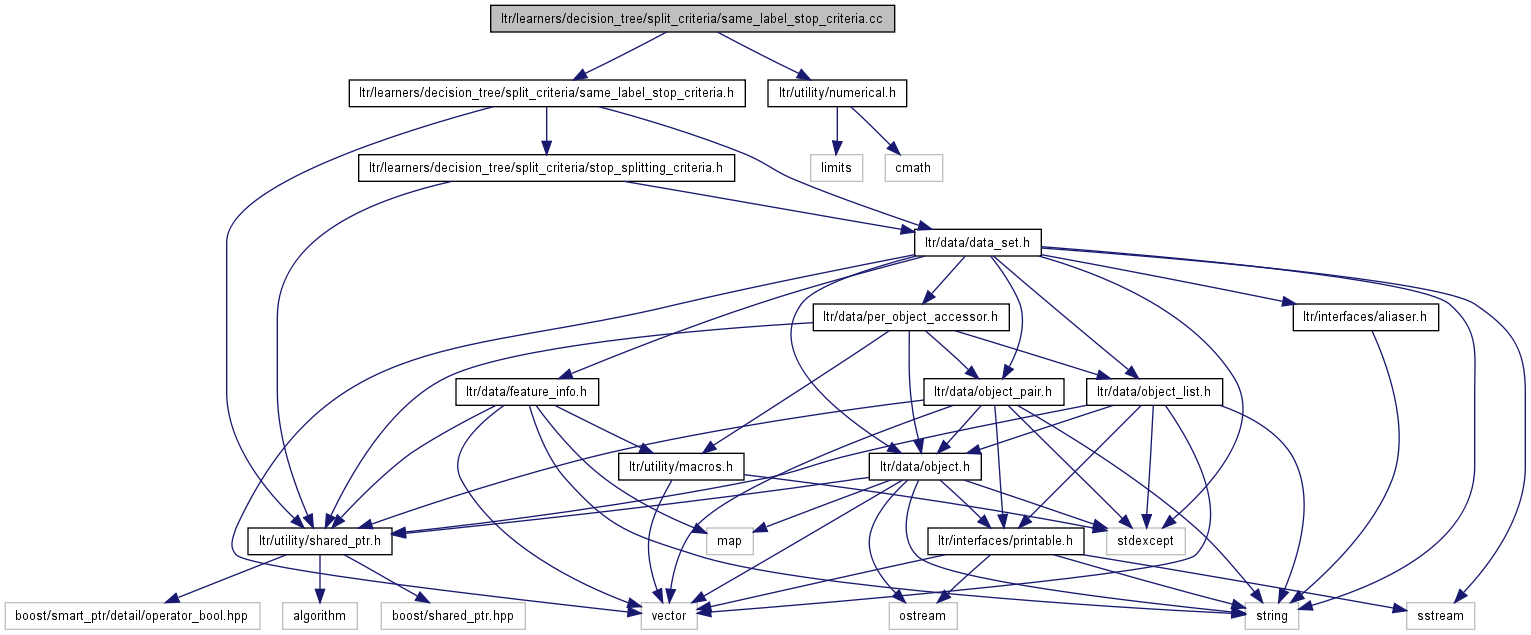 ltr/learners/decision_tree/split_criteria/same_label_stop_criteria.cc
ltr/learners/decision_tree/split_criteria/same_label_stop_criteria.h
ltr/utility/numerical.h
ltr/learners/decision_tree/split_criteria/stop_splitting_criteria.h
limits
cmath
ltr/data/data_set.h
ltr/data/per_object_accessor.h
ltr/interfaces/aliaser.h
ltr/data/feature_info.h
ltr/data/object_pair.h
ltr/data/object_list.h
ltr/utility/macros.h
ltr/data/object.h
ltr/utility/shared_ptr.h
map
ltr/interfaces/printable.h
stdexcept
boost/smart_ptr/detail/operator_bool.hpp
algorithm
boost/shared_ptr.hpp
vector
ostream
string
sstream